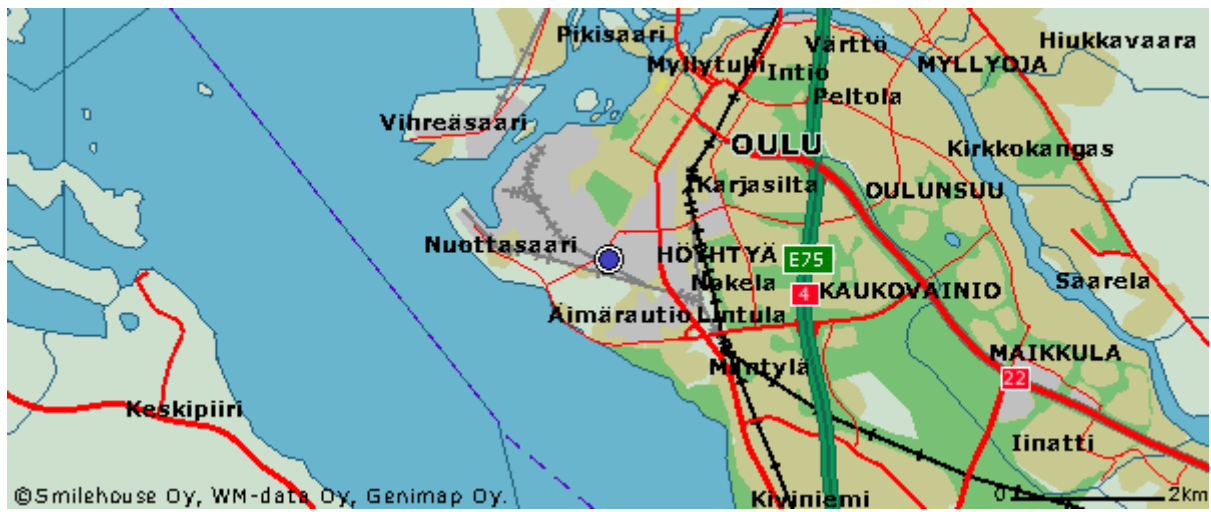 Pikisaari
Värttö
Hiukkavaara
Myllytulli
Intiö
MYLLYOJA
Peltola
Vihreäsaari
OULU
Kirkkokangas
Karjasilta
OULUNSUU
Nuottasaari
HÖYHTYÄ
E75
Nokela
4
KAUKOVAINIO
Saarela
Äimärautio
Lintula
MAIKKULA
Mäntylä
22
Keskipiiri
Iinatti
©Smilehouse Oy, WM-data Oy, Genimap Oy.
Kiviniemi
0
2km